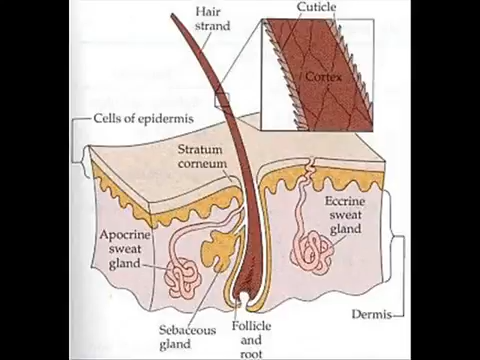 Hair
strand
Cuticle
Cortex
Cells of epidermis
Stratum
corneum
Eccrine
sweat
gland
Apocrine
sweat
gland
Dermis
Sebaceous
gland
Follicle
and
root